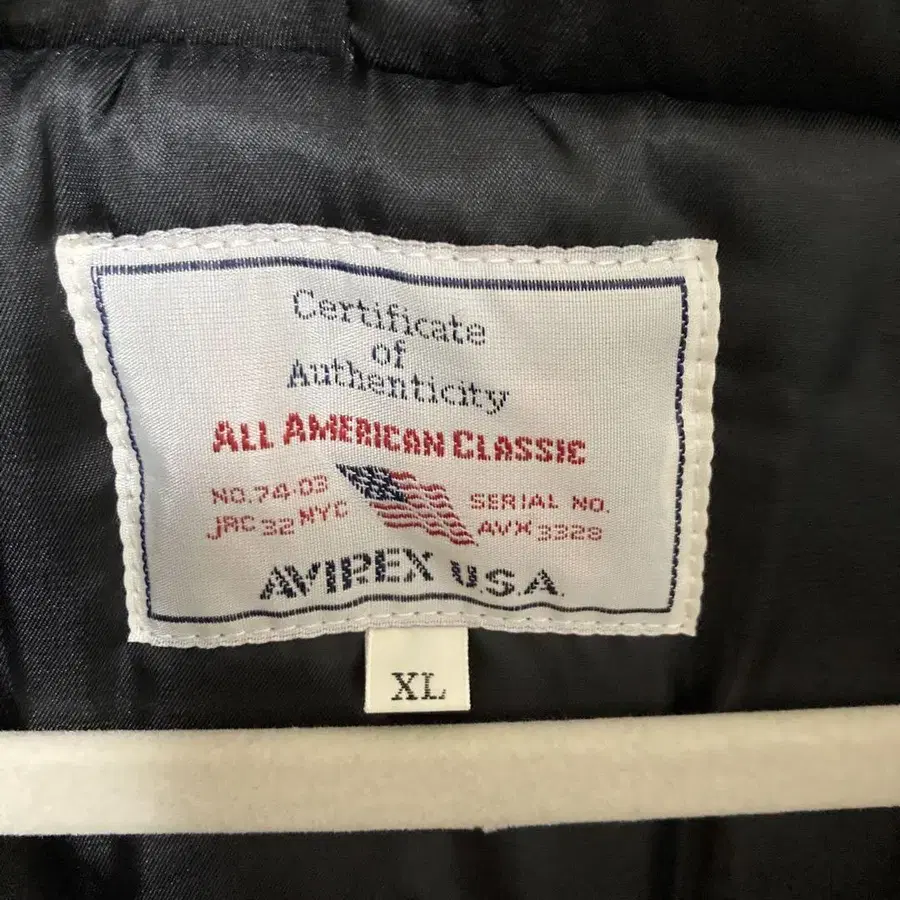 Certificate
of
Authenticity
ALL AMERICAN CLASSIC
NO.74-03
JRC 32 NYC
SERIAL NO.
AVX 3328
AVIREX U.S.A.
XL